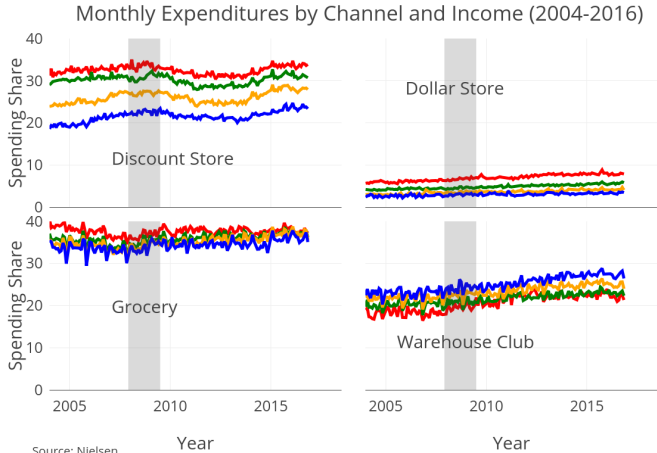 Monthly Expenditures by Channel and Income (2004-2016)
40
30
20
10
0
Spending Share
Discount Store
Dollar Store
40
30
20
10
0
Spending Share
Grocery
Warehouse Club
2005 2010 2015
2005 2010 2015
Year
Year
Source: Nielsen